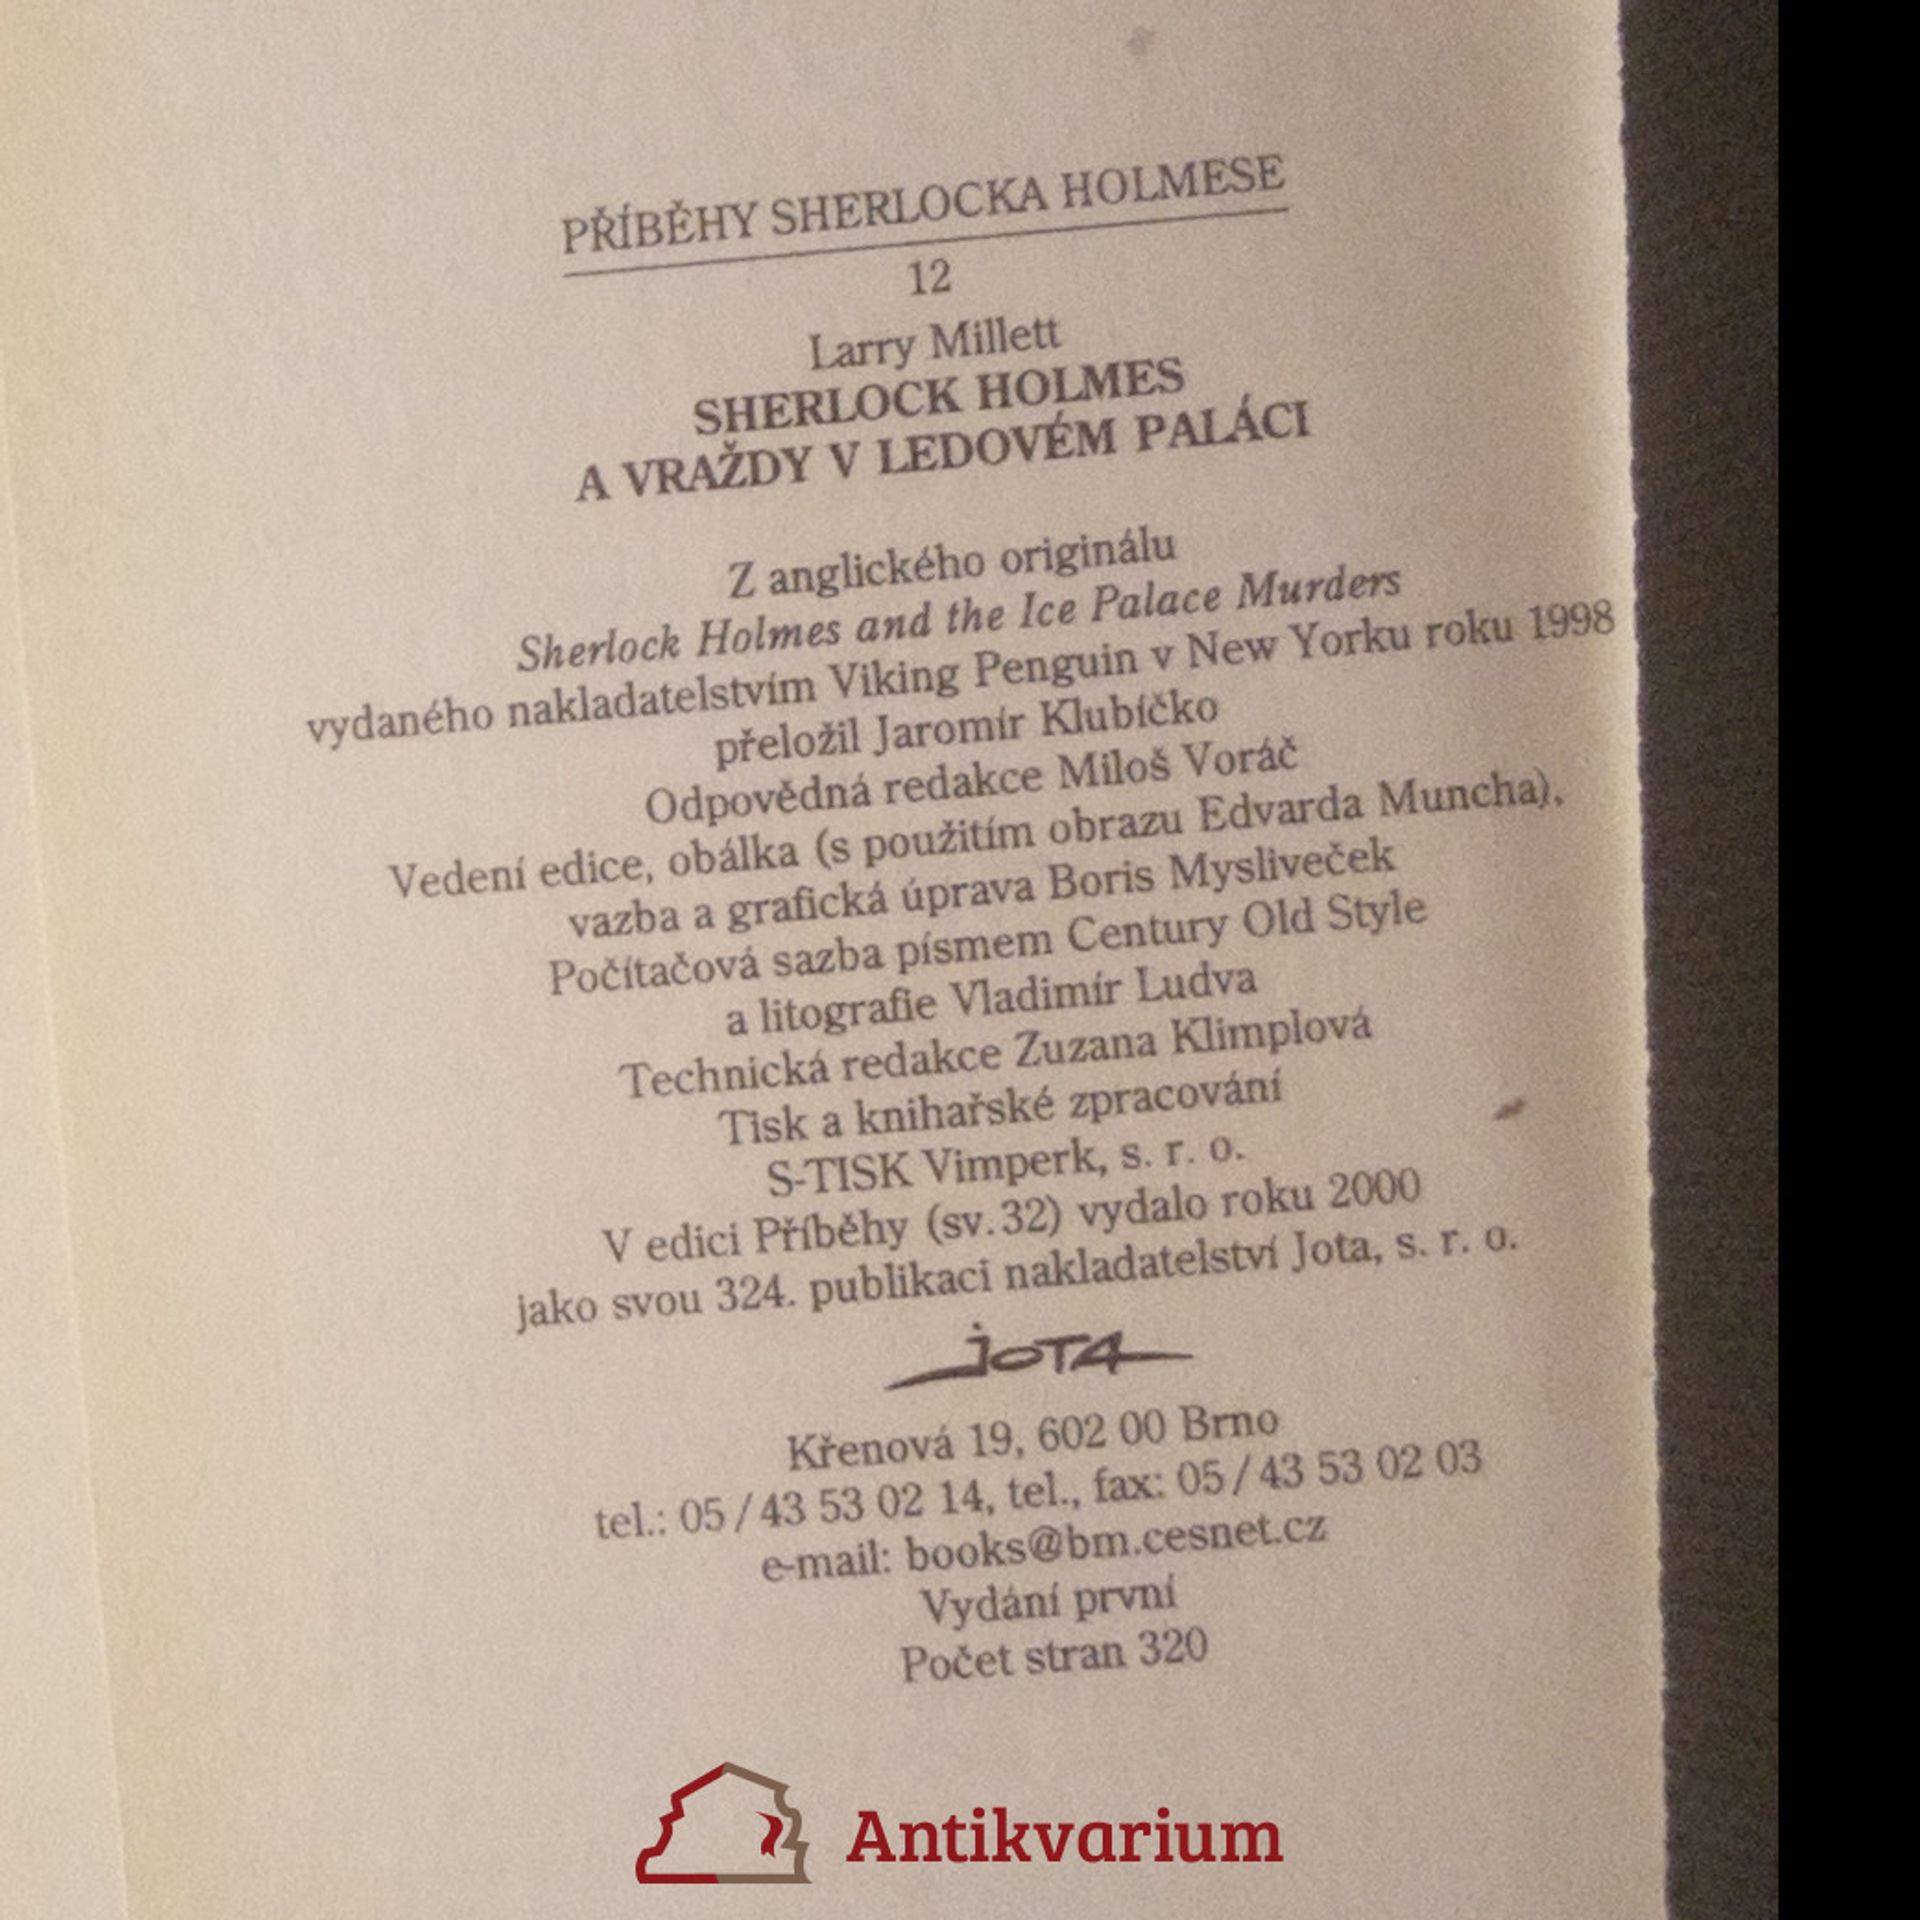 PŘÍBĚHY SHERLOCKA HOLMESE
12
Larry Millett
SHERLOCK HOLMES
A VRAŽDY V LEDOVÉM PALÁCI
Z anglického originálu
Sherlock Holmes and the Ice Palace Murders
vydaného nakladatelstvím Viking Penguin v New Yorku roku 1998
přeložil Jaromír Klubíčko
Odpovědná redakce Miloš Voráč
Vedení edice, obálka (s použitím obrazu Edvarda Muncha),
vazba a grafická úprava Boris Mysliveček
Počítačová sazba písmem Century Old Style
a litografie Vladimír Ludva
Technická redakce Zuzana Klimplová
Tisk a knihařské zpracování
S-TISK Vimperk, s. r. o.
V edici Příběhy (sv. 32) vydalo roku 2000
jako svou 324. publikaci nakladatelství Jota, s. r. o.
JOTA
Křenová 19, 602 00 Brno
tel.: 05 / 43 53 02 14, tel., fax: 05 / 43 53 02 03
e-mail: books@bm.cesnet.cz
Vydání první
Počet stran 320
Antikvarium